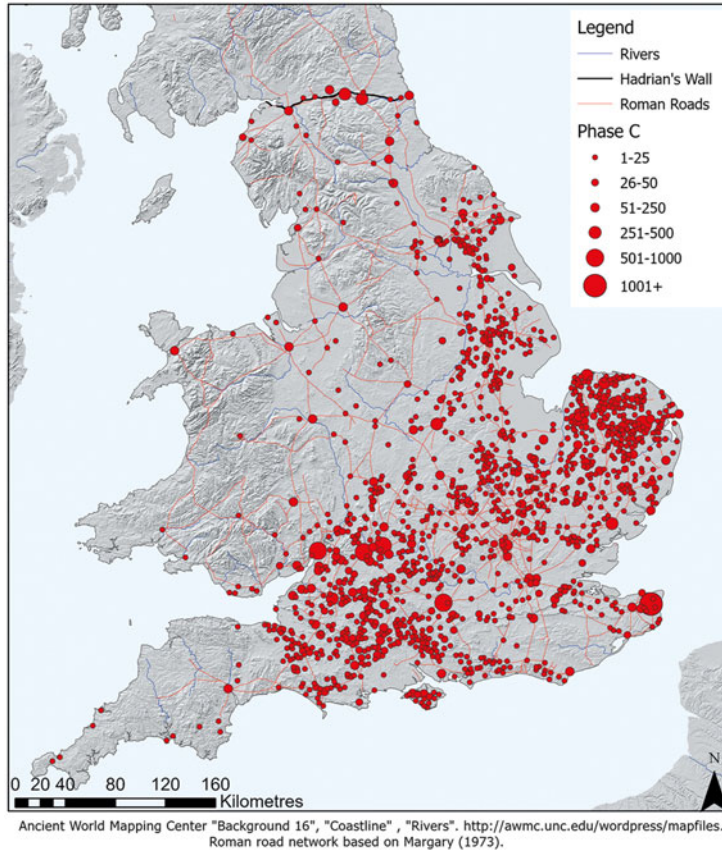 Legend
Rivers
Hadrian's Wall
Roman Roads
Phase C
1-25
26-50
51-250
251-500
501-1000
1001+
N
0 20 40 80 120 160
Kilometres
Ancient World Mapping Center "Background 16", "Coastline" , "Rivers". http://awmc.unc.edu/wordpress/mapfiles.
Roman road network based on Margary (1973).